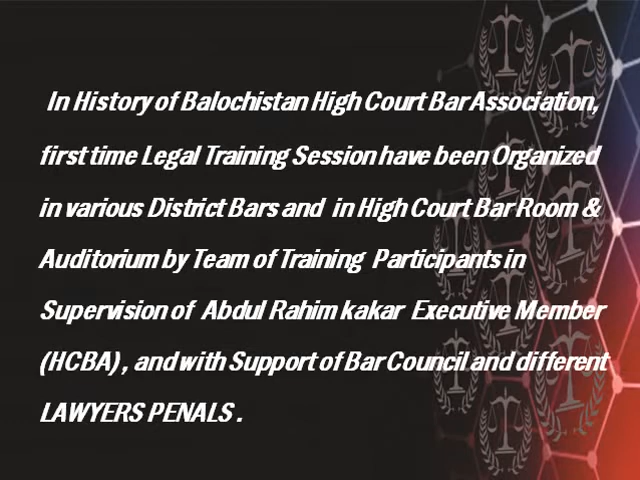 In History of Balochistan High Court Bar Association,
first time Legal Training Session have been Organized
in various District Bars and in High Court Bar Room &
Auditorium by Team of Training Participants in
Supervision of Abdul Rahim kakar Executive Member
(HCBA) , and with Support of Bar Council and different
LAWYERS PENALS .